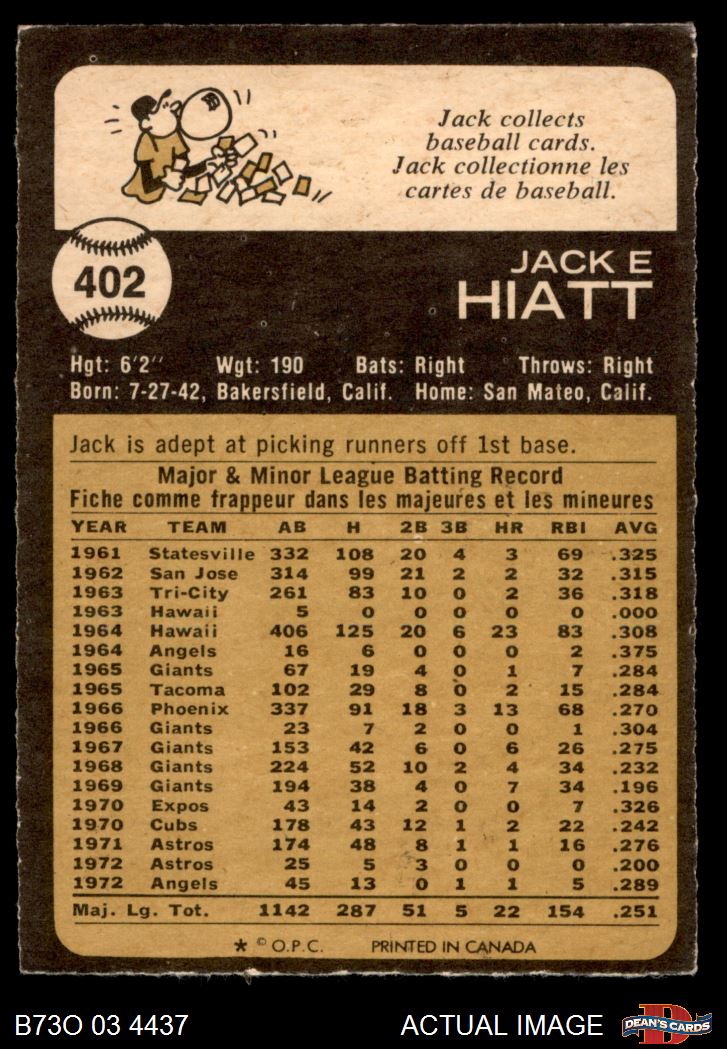 Jack collects
baseball cards.
Jack collectionne les
cartes de baseball.
402
JACK E
HIATT
Hgt: 6'2" Wgt: 190 Bats: Right Throws: Right
Born: 7-27-42, Bakersfield, Calif. Home: San Mateo, Calif.
Jack is adept at picking runners off 1st base.
Major & Minor League Batting Record
Fiche comme frappeur dans les majeures et les mineures
YEAR TEAM AB H 2B 3B HR RBI AVG
1961 Statesville 332 108 20 4 3 69 .325
1962 San Jose 314 99 21 2 2 32 .315
1963 Tri-City 261 83 10 0 2 36 .318
1963 Hawaii 5 0 0 0 0 0 .000
1964 Hawaii 406 125 20 6 23 83 .308
1964 Angels 16 6 0 0 0 2 .375
1965 Giants 67 19 4 0 1 7 .284
1965 Tacoma 102 29 8 0 2 15 .284
1966 Phoenix 337 91 18 3 13 68 .270
1966 Giants 23 7 2 0 0 1 .304
1967 Giants 153 42 6 0 6 26 .275
1968 Giants 224 52 10 2 4 34 .232
1969 Giants 194 38 4 0 7 34 .196
1970 Expos 43 14 2 0 0 7 .326
1970 Cubs 178 43 12 1 2 22 .242
1971 Astros 174 48 8 1 1 16 .276
1972 Astros 25 5 3 0 0 0 .200
1972 Angels 45 13 0 1 1 5 .289
Maj. Lg. Tot. 1142 287 51 5 22 154 .251
* © O.P.C. PRINTED IN CANADA
B73O 03 4437 ACTUAL IMAGE D DEAN'S CARDS